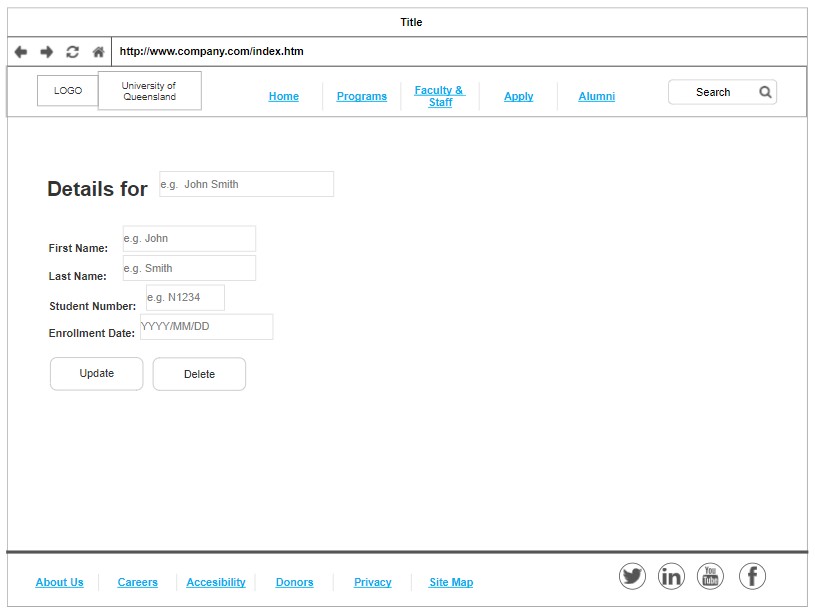 Title
http://www.company.com/index.htm
LOGO
University of
Queensland
Home
Programs
Faculty &
Staff
Apply
Alumni
Search
Details for
e.g. John Smith
First Name:
e.g. John
Last Name:
e.g. Smith
Student Number:
e.g. N1234
Enrollment Date:
YYYY/MM/DD
Update
Delete
About Us
Careers
Accesibility
Donors
Privacy
Site Map
You
Tube